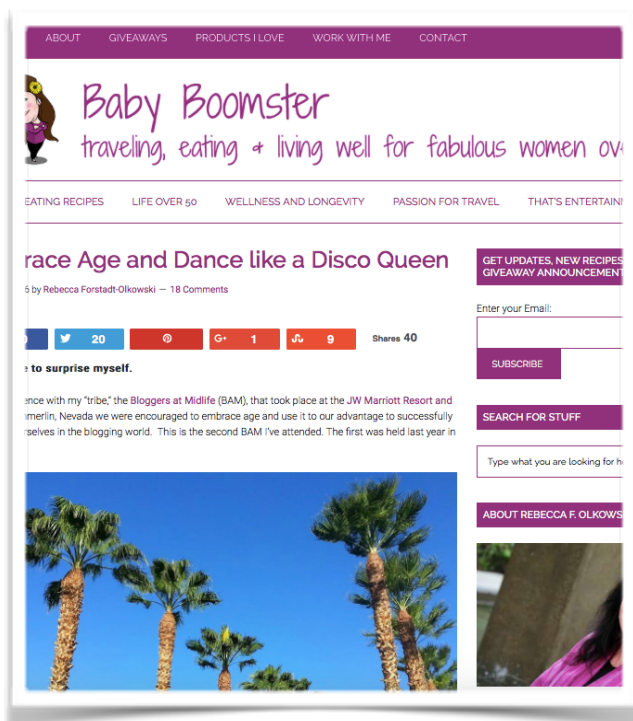 ABOUT GIVEAWAYS PRODUCTS I LOVE WORK WITH ME CONTACT
Baby Boomster
traveling, eating & living well for fabulous women
EATING RECIPES LIFE OVER 50 WELLNESS AND LONGEVITY PASSION FOR TRAVEL THAT'S
race Age and Dance like a Disco Queen
6 by Rebecca Forstadt-Olkowski — 18 Comments
20 G+ 1 9 Shares 40
e to surprise myself.
ence with my "tribe," the Bloggers at Midlife (BAM), that took place at the JW Marriott Resort and
merlin, Nevada we were encouraged to embrace age and use it to our advantage to successfully
rselves in the blogging world. This is the second BAM I've attended. The first was held last year in
GET UPDATES, NEW RECIPES
GIVEAWAY ANNOUNCEMENT
Enter your Email:
SUBSCRIBE
SEARCH FOR STUFF
Type what you are looking for
ABOUT REBECCA F. OLKOWS